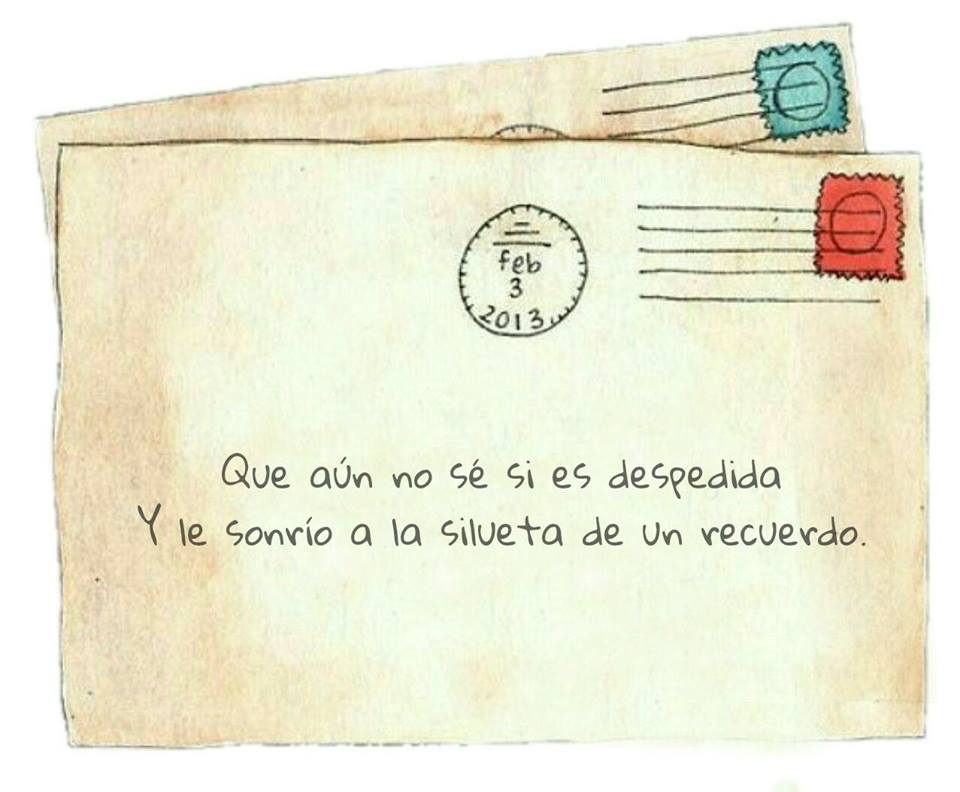 feb
3
2013
Que aún no sé si es despedida
Y le sonrío a la silueta de un recuerdo.